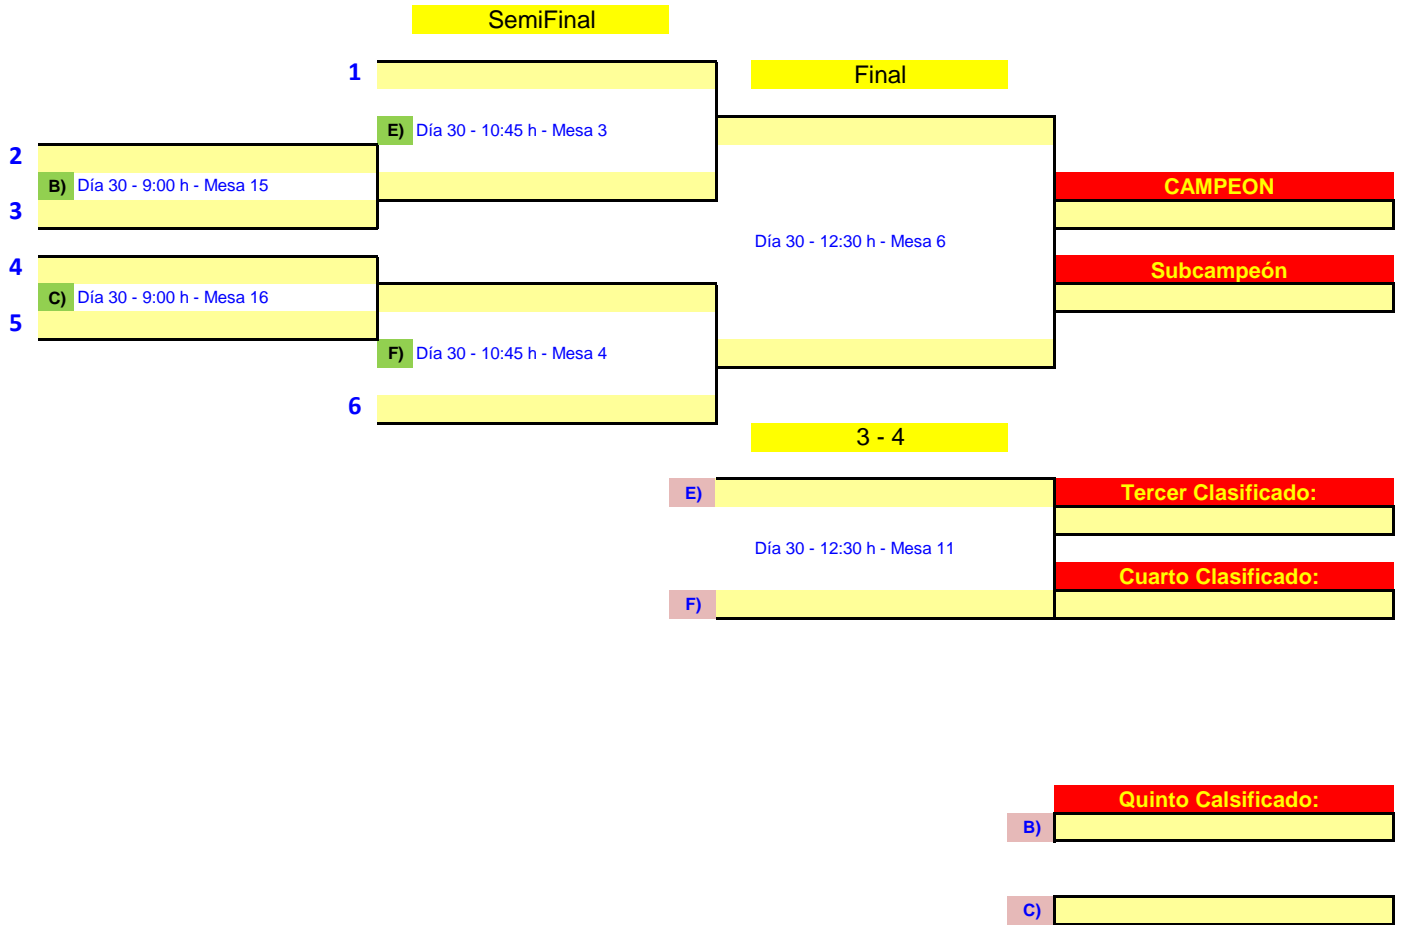 SemiFinal
1
Final
E) Día 30 - 10:45 h - Mesa 3
2
B) Día 30 - 9:00 h - Mesa 15
CAMPEON
3
Día 30 - 12:30 h - Mesa 6
4
Subcampeón
C) Día 30 - 9:00 h - Mesa 16
5
F) Día 30 - 10:45 h - Mesa 4
6
3 - 4
E)
Tercer Clasificado:
Día 30 - 12:30 h - Mesa 11
Cuarto Clasificado:
F)
Quinto Calsificado:
B)
C)